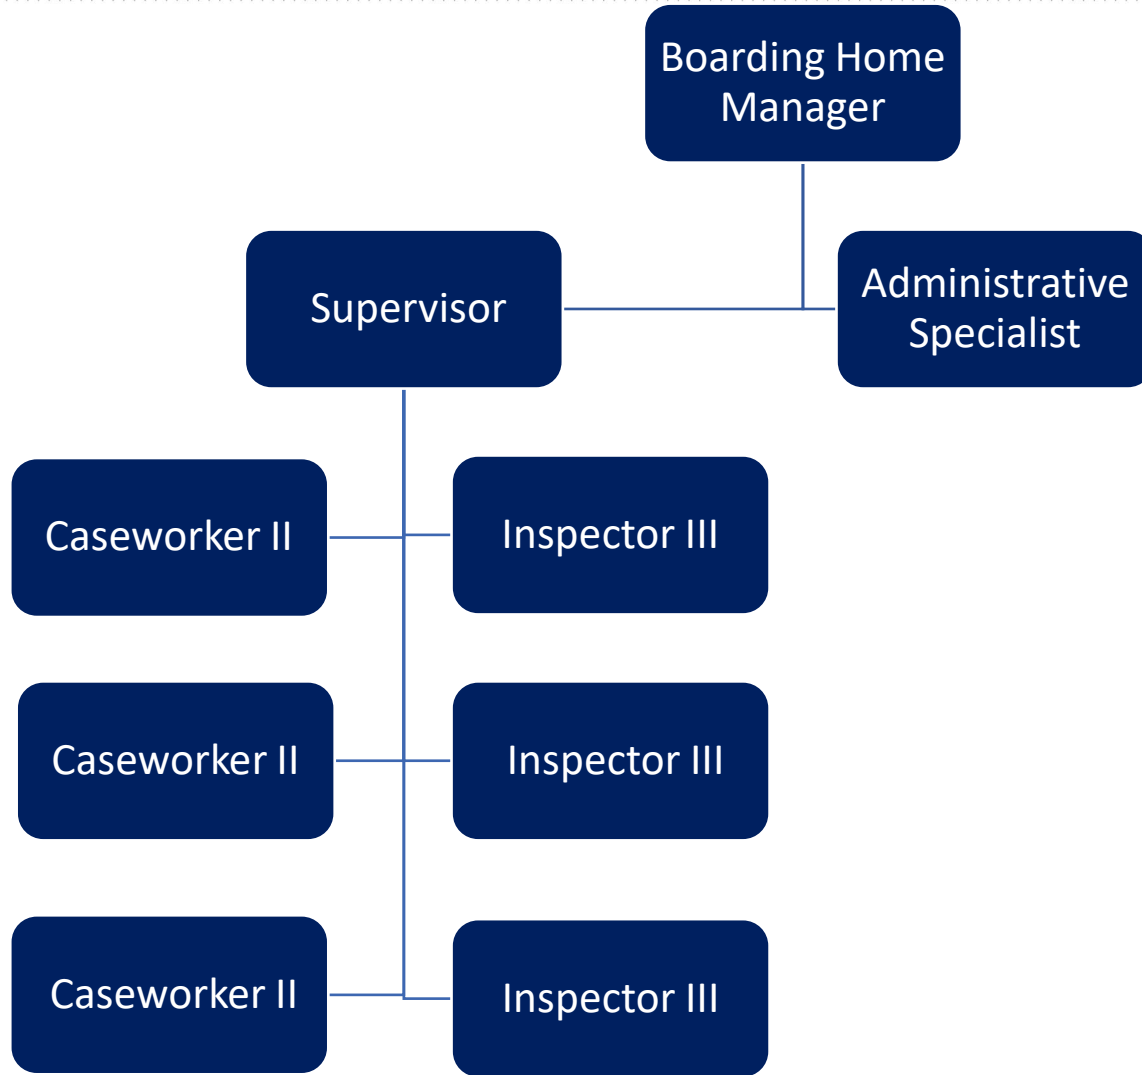 Boarding Home
Manager
Supervisor
Administrative
Specialist
Caseworker II
Inspector III
Caseworker II
Inspector III
Caseworker II
Inspector III